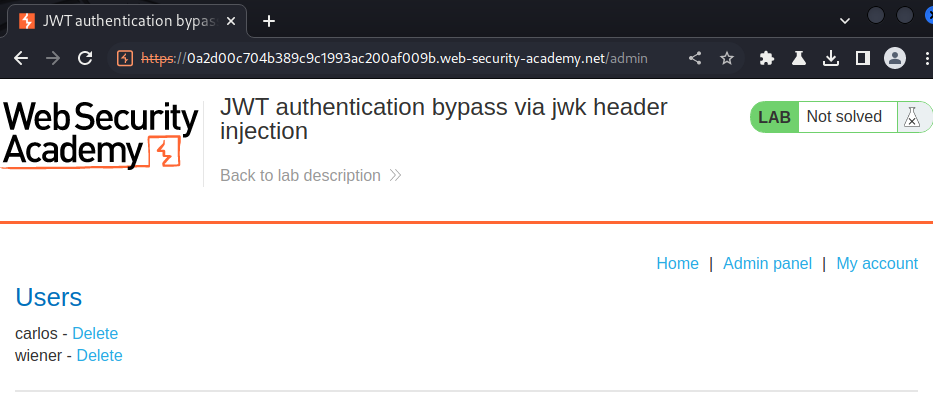 JWT authentication bypas
https://0a2d00c704b389c9c1993ac200af009b.web-security-academy.net/admin
Web Security
Academy
JWT authentication bypass via jwk header
injection
Back to lab description
LAB Not solved
Home | Admin panel | My account
Users
carlos - Delete
wiener - Delete